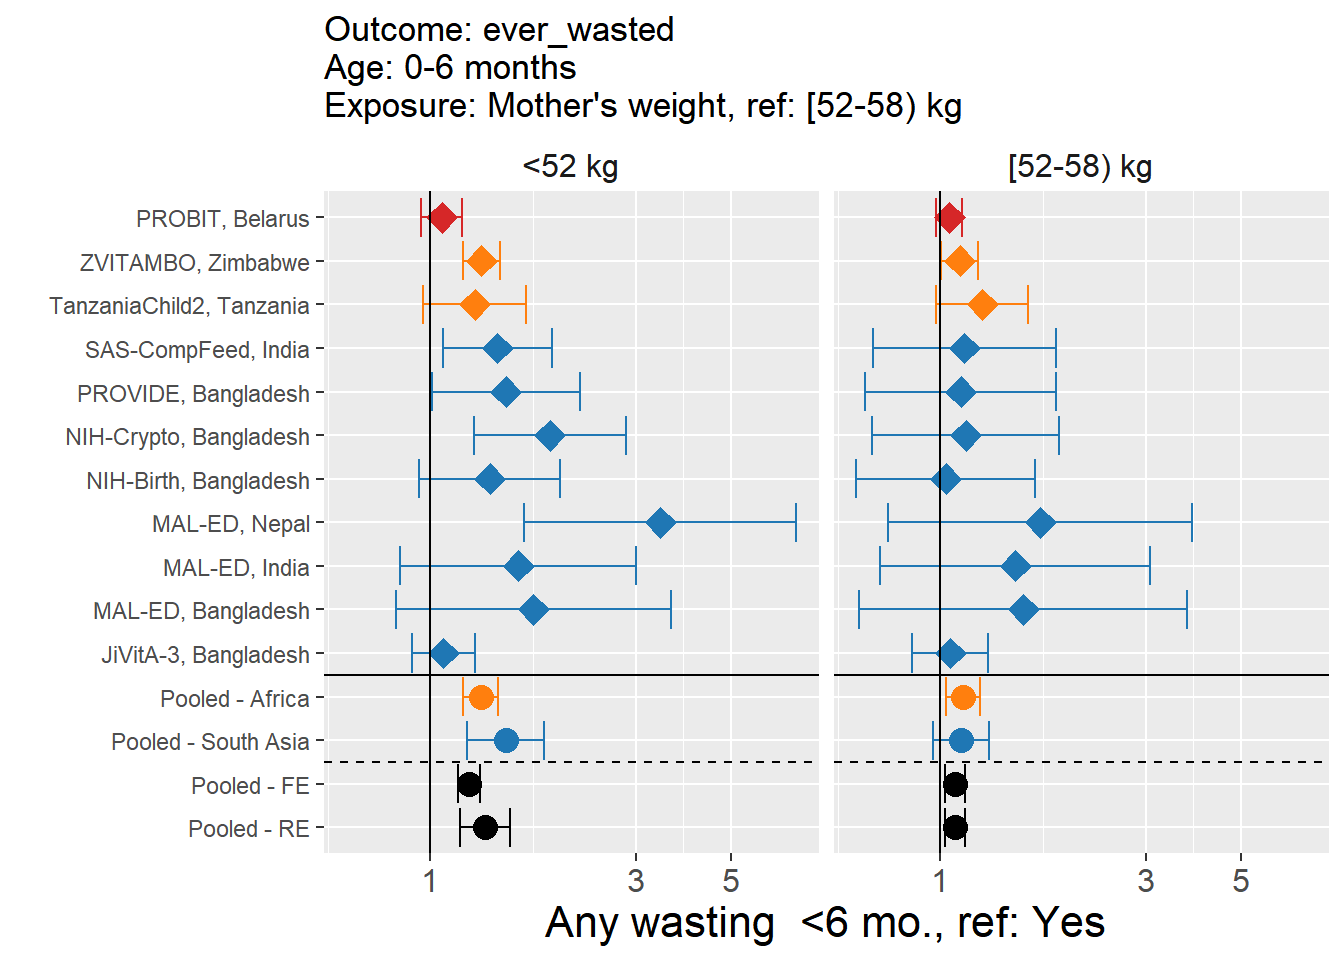 Outcome: ever_wasted
Age: 0-6 months
Exposure: Mother's weight, ref: [52-58) kg
<52 kg
[52-58) kg
PROBIT, Belarus
ZVITAMBO, Zimbabwe
TanzaniaChild2, Tanzania
SAS-CompFeed, India
PROVIDE, Bangladesh
NIH-Crypto, Bangladesh
NIH-Birth, Bangladesh
MAL-ED, Nepal
MAL-ED, India
MAL-ED, Bangladesh
JiVitA-3, Bangladesh
Pooled - Africa
Pooled - South Asia
Pooled - FE
Pooled - RE
1 3 5
1 3 5
Any wasting  <6 mo., ref: Yes